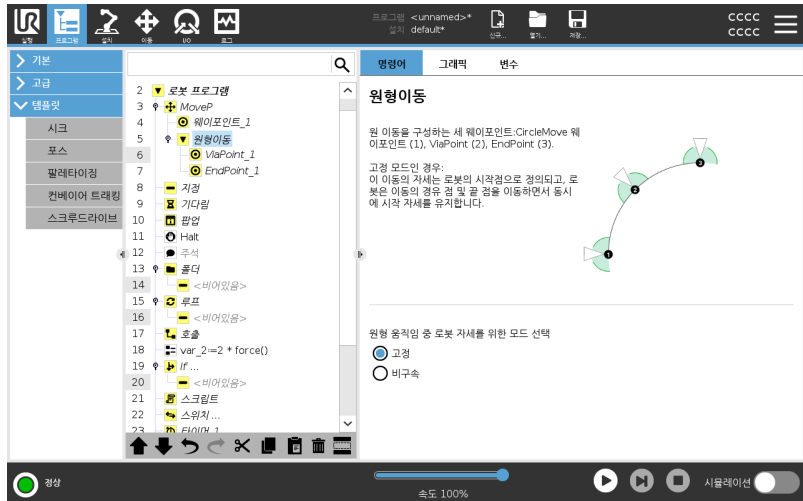 UR
실행
프로그램
설치
이동
I/O
로그
프로그램 <unnamed>*
설치 default*
신규...
열기...
저장...
cccc
cccc
기본
고급
템플릿
시크
포스
팔레타이징
컨베이어 트래킹
스크루드라이브
2 로봇 프로그램
3 MoveP
4 웨이포인트_1
5 원형이동
6 ViaPoint_1
7 EndPoint_1
8 지정
9 기다림
10 팝업
11 Halt
12 주석
13 폴더
14 <비어있음>
15 루프
16 <비어있음>
17 호출
18 var_2:=2 * force()
19 If ...
20 <비어있음>
21 스크립트
22 스위치 ...
23 타이머_1
명령어 그래픽 변수
원형이동
원 이동을 구성하는 세 웨이포인트:CircleMove 웨
이포인트 (1), ViaPoint (2), EndPoint (3).
고정 모드인 경우:
이 이동의 자세는 로봇의 시작점으로 정의되고, 로
봇은 이동의 경유 점 및 끝 점을 이동하면서 동시
에 시작 자세를 유지합니다.
1
2
3
원형 움직임 중 로봇 자세를 위한 모드 선택
고정
비구속
정상
속도 100%
시뮬레이션